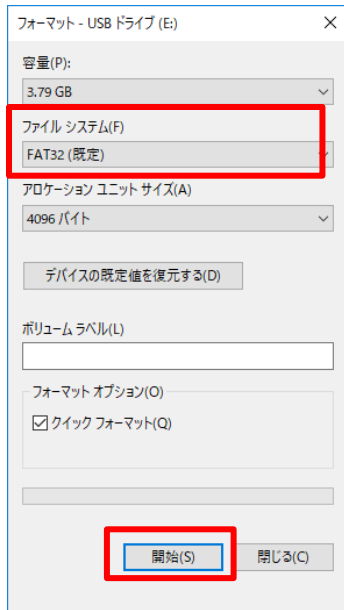 フォーマット - USB ドライブ (E:)
容量(P):
3.79 GB
ファイル システム(F)
FAT32 (既定)
アロケーション ユニット サイズ(A)
4096 バイト
デバイスの既定値を復元する(D)
ボリューム ラベル(L)
フォーマット オプション(O)
クイック フォーマット(Q)
開始(S) 閉じる(C)